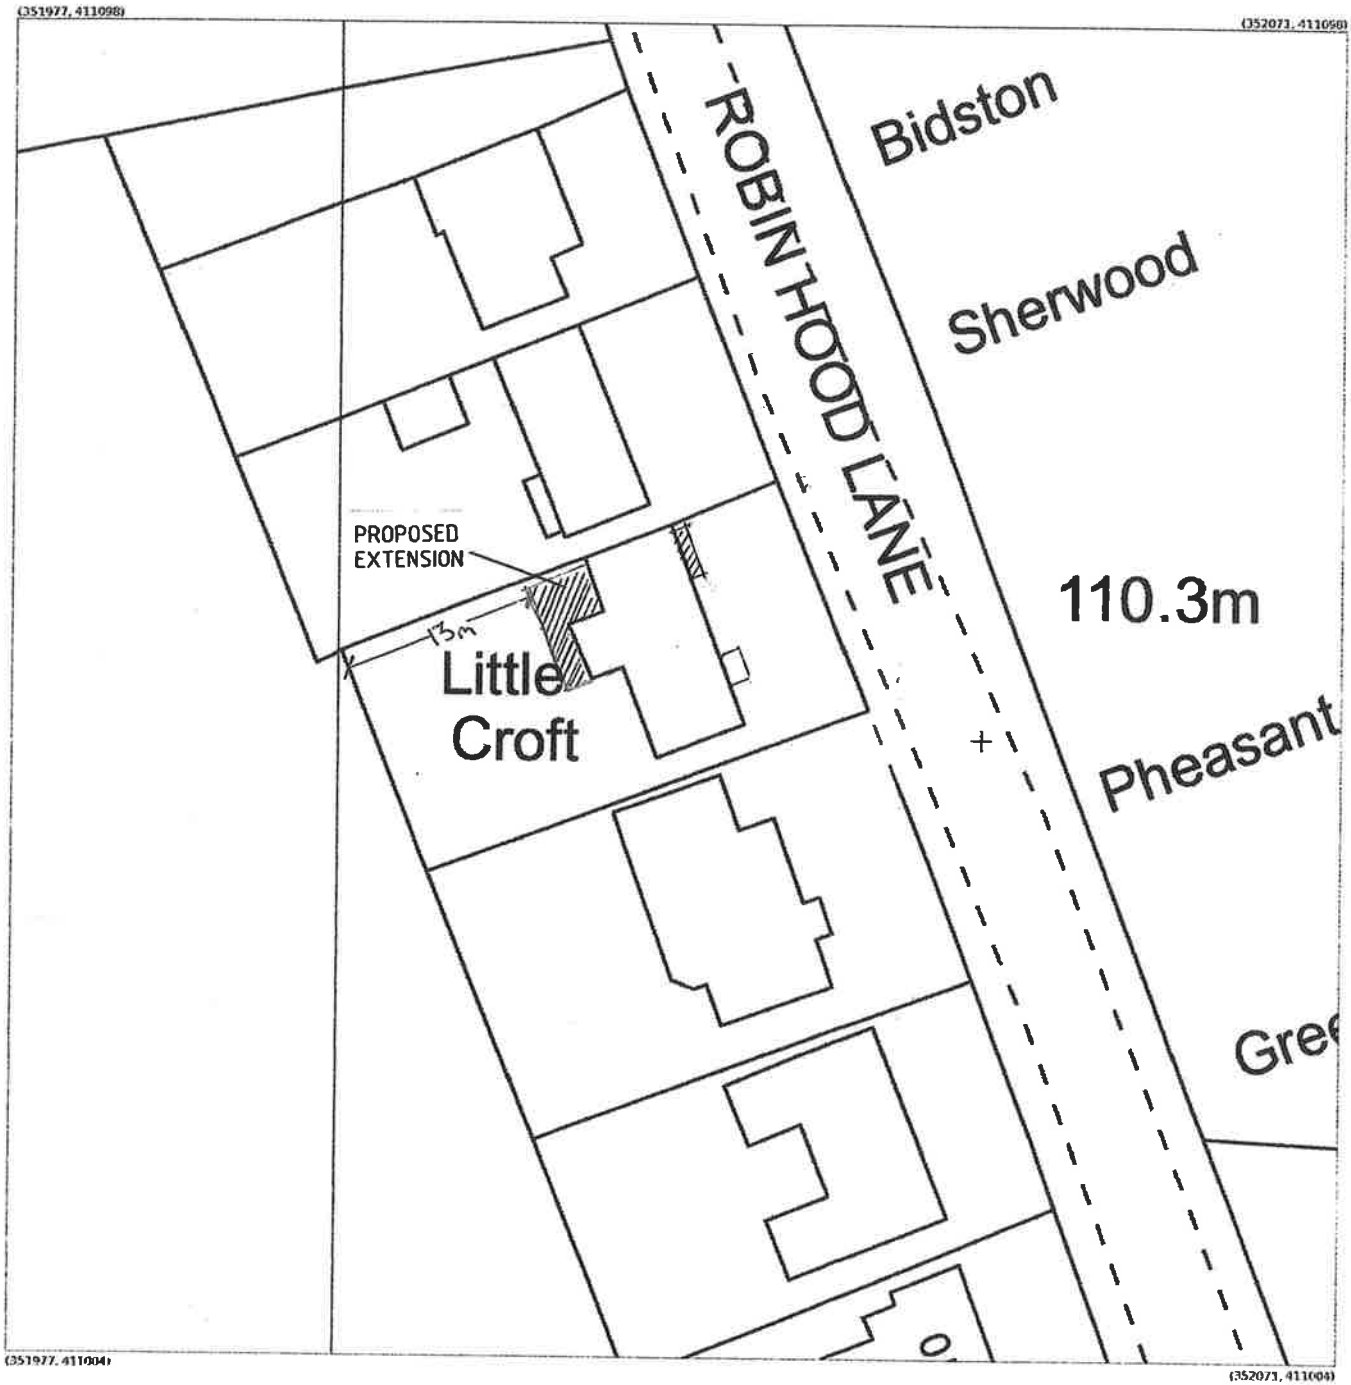 (351977, 411098)
(352071, 411098)
Bidston
ROBIN HOOD LANE
Sherwood
PROPOSED
EXTENSION
110.3m
13m
Little
Croft
Pheasant
Gree
(351977, 411004)
(352071, 411004)